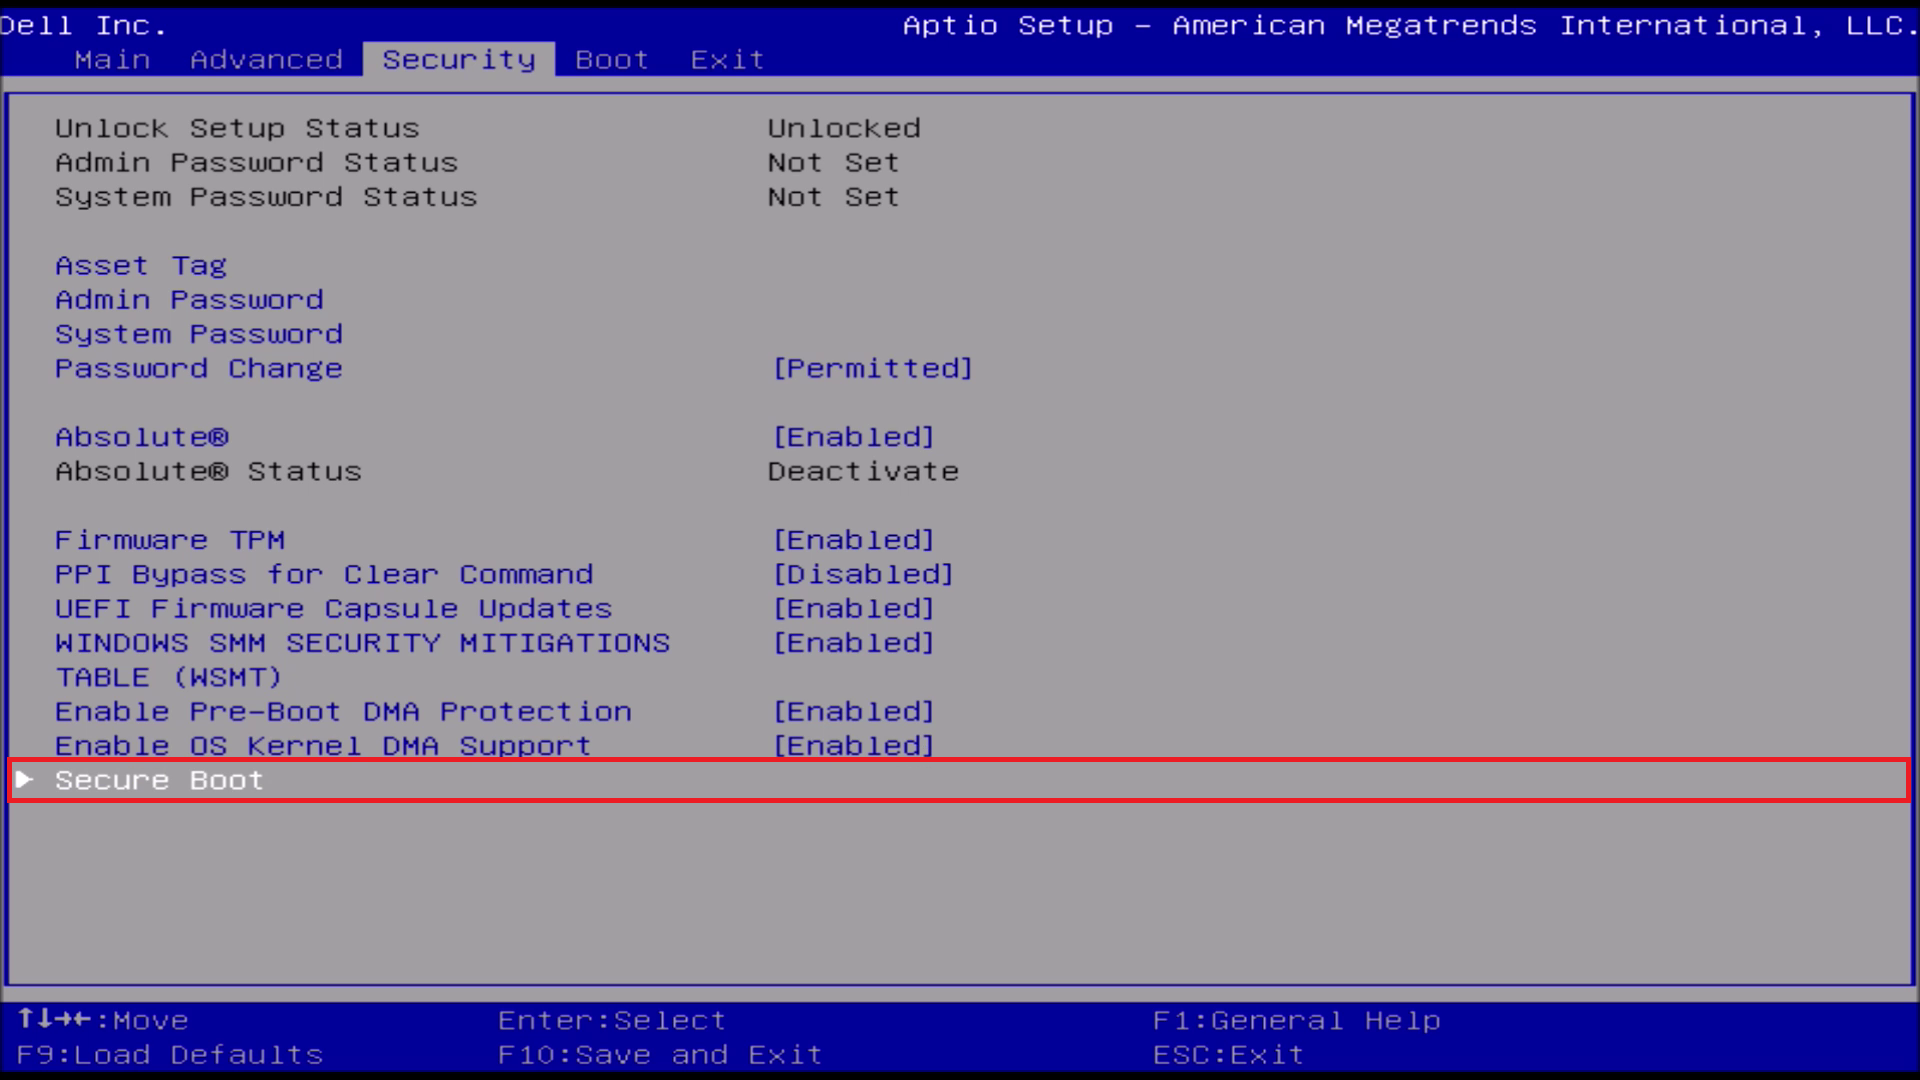 Dell Inc. Aptio Setup - American Megatrends International, LLC.
Main Advanced Security Boot Exit
Unlock Setup Status Unlocked
Admin Password Status Not Set
System Password Status Not Set
Asset Tag
Admin Password
System Password
Password Change [Permitted]
Absolute® [Enabled]
Absolute® Status Deactivate
Firmware TPM [Enabled]
PPI Bypass for Clear Command [Disabled]
UEFI Firmware Capsule Updates [Enabled]
WINDOWS SMM SECURITY MITIGATIONS [Enabled]
TABLE (WSMT)
Enable Pre-Boot DMA Protection [Enabled]
Enable OS Kernel DMA Support [Enabled]
► Secure Boot
↑↓→←:Move Enter:Select F1:General Help
F9:Load Defaults F10:Save and Exit ESC:Exit